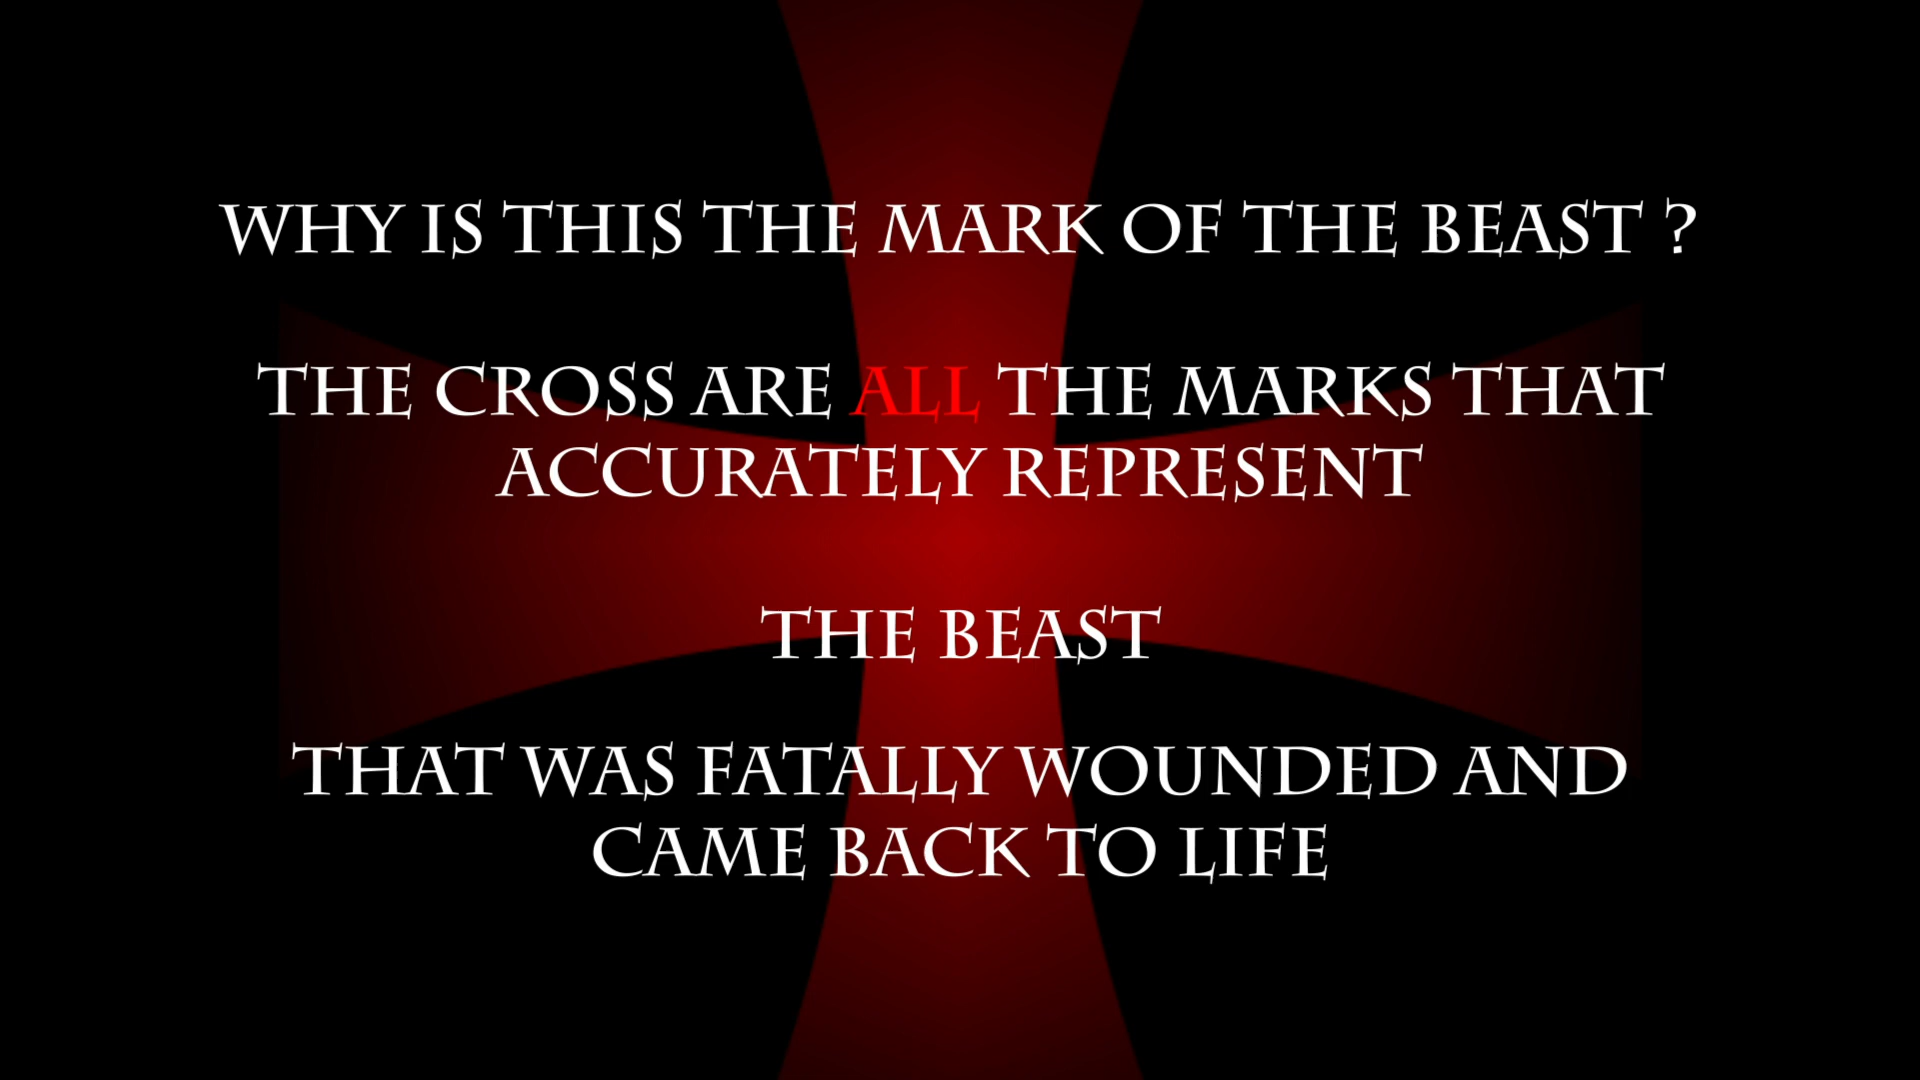 WHY IS THIS THE MARK OF THE BEAST ?
THE CROSS ARE ALL THE MARKS THAT
ACCURATELY REPRESENT
THE BEAST
THAT WAS FATALLY WOUNDED AND
CAME BACK TO LIFE